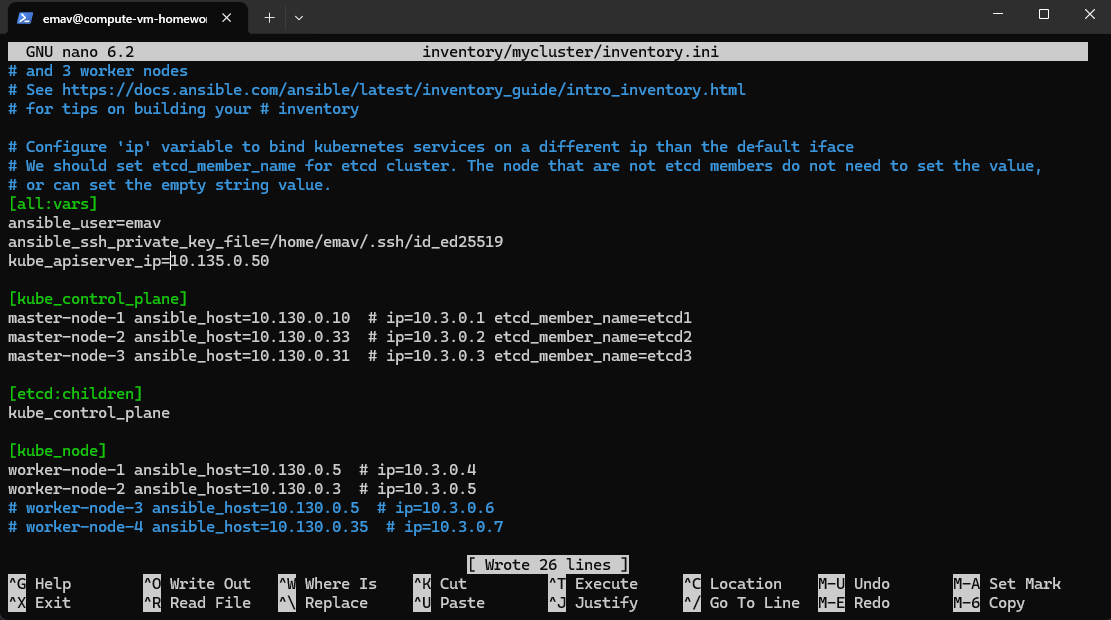 emav@compute-vm-homewor
GNU nano 6.2 inventory/mycluster/inventory.ini
# and 3 worker nodes
# See https://docs.ansible.com/ansible/latest/inventory_guide/intro_inventory.html
# for tips on building your # inventory
# Configure 'ip' variable to bind kubernetes services on a different ip than the default iface
# We should set etcd_member_name for etcd cluster. The node that are not etcd members do not need to set the value,
# or can set the empty string value.
[all:vars]
ansible_user=emav
ansible_ssh_private_key_file=/home/emav/.ssh/id_ed25519
kube_apiserver_ip=10.135.0.50
[kube_control_plane]
master-node-1 ansible_host=10.130.0.10  # ip=10.3.0.1 etcd_member_name=etcd1
master-node-2 ansible_host=10.130.0.33  # ip=10.3.0.2 etcd_member_name=etcd2
master-node-3 ansible_host=10.130.0.31  # ip=10.3.0.3 etcd_member_name=etcd3
[etcd:children]
kube_control_plane
[kube_node]
worker-node-1 ansible_host=10.130.0.5  # ip=10.3.0.4
worker-node-2 ansible_host=10.130.0.3  # ip=10.3.0.5
# worker-node-3 ansible_host=10.130.0.5  # ip=10.3.0.6
# worker-node-4 ansible_host=10.130.0.35  # ip=10.3.0.7
[ Wrote 26 lines ]
^G Help ^O Write Out ^W Where Is ^K Cut ^T Execute ^C Location M-U Undo M-A Set Mark
^X Exit ^R Read File ^\ Replace ^U Paste ^J Justify ^/ Go To Line M-E Redo M-6 Copy